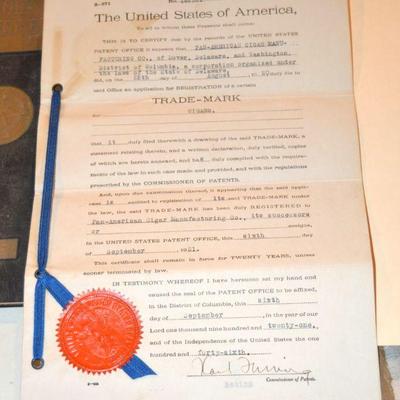 2-271
No.
The United States of America,
To all to Whom these Presents shall come:
THIS IS TO CERTIFY that by the records of the UNITED STATES
PATENT OFFICE it appears that PAN-AMERICAN CIGAR MANU-
FACTURING CO., of Dover, Delaware, and Washington,
District of Columbia, a corporation organized under
the laws of the State of Delaware,
did, on the day of August, 1920 duly file in
said Office an application for REGISTRATION of a certain
TRADE-MARK
for CIGARS,
that it duly filed therewith a drawing of the said TRADE-MARK, a
statement relating thereto, and a written declaration, duly verified, copies
of which are hereto annexed, and has duly complied with the require-
ments of the law in such case made and provided, and with the regulations
prescribed by the COMMISSIONER OF PATENTS.
And, upon due examination thereof, it appearing that the said appli-
cant is entitled to registration of its said TRADE-MARK under
the law, the said TRADE-MARK has been duly REGISTERED to
Pan-American Cigar Manufacturing Co., its successors
or assigns,
in the UNITED STATES PATENT OFFICE, this sixth day
of September, 1921.
This certificate shall remain in force for TWENTY YEARS, unless
sooner terminated by law.
IN TESTIMONY WHEREOF I have hereunto set my hand
and caused the seal of the PATENT OFFICE to be affixed,
in the District of Columbia, this sixth
day of September, in the year of our
Lord one thousand nine hundred and twenty-one,
and of the Independence of the United States the one
hundred and forty-sixth.
Karl Fenning
Commissioner of Patents.